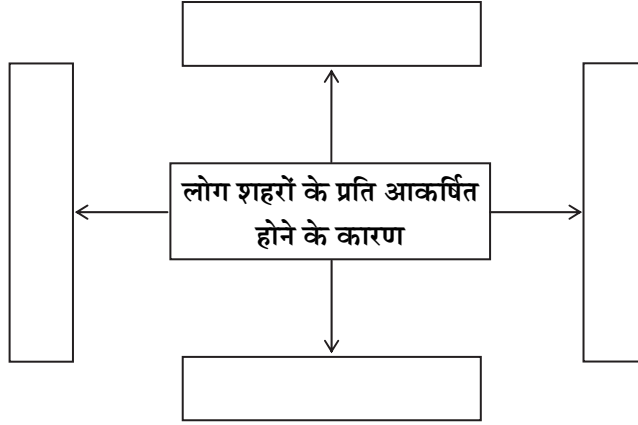 लोग शहरों के प्रति आकर्षित
होने के कारण